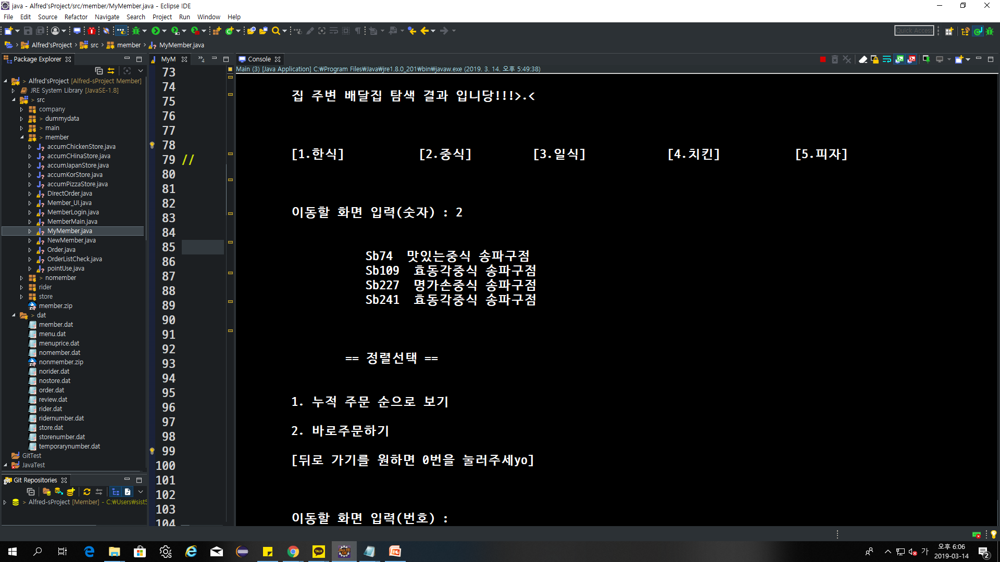 java - Alfred'sProject/src/member/MyMember.java - Eclipse IDE
File Edit Source Refactor Navigate Search Project Run Window Help
Quick Access
Alfred'sProject src member MyMember.java
Package Explorer
Alfred'sProject [Alfred-sProject Member]
JRE System Library [JavaSE-1.8]
> src
company
> dummydata
> main
> member
accumChickenStore.java
accumCHinaStore.java
accumJapanStore.java
accumKorStore.java
accumPizzaStore.java
DirectOrder.java
Member_UI.java
MemberLogin.java
MemberMain.java
MyMember.java
NewMember.java
Order.java
OrderListCheck.java
pointUse.java
> nomember
rider
store
member.zip
> dat
member.dat
menu.dat
menuprice.dat
nomember.dat
nonmember.zip
norider.dat
nostore.dat
order.dat
review.dat
rider.dat
ridernumber.dat
store.dat
storenumber.dat
temporarynumber.dat
GitTest
JavaTest
Git Repositories
> Alfred-sProject [Member] - C:₩Users₩sist5
MyM
»4
73
74
75
76
77
78
79 //
80
81
82
83
84
85
86
87
88
89
90
91
92
93
94
95
96
97
98
99
100
101
102
103
104
Console
Main (3) [Java Application] C:₩Program Files₩Java₩jre1.8.0_201₩bin₩javaw.exe (2019. 3. 14. 오후 5:49:38)
집 주변 배달집 탐색 결과 입니당!!!>.<
[1.한식] [2.중식] [3.일식] [4.치킨] [5.피자]
이동할 화면 입력(숫자) : 2
Sb74 맛있는중식 송파구점
Sb109 효동각중식 송파구점
Sb227 명가손중식 송파구점
Sb241 효동각중식 송파구점
== 정렬선택 ==
1. 누적 주문 순으로 보기
2. 바로주문하기
[뒤로 가기를 원하면 0번을 눌러주세yo]
이동할 화면 입력(번호) :
TALK
가
오후 6:06
2019-03-14
2